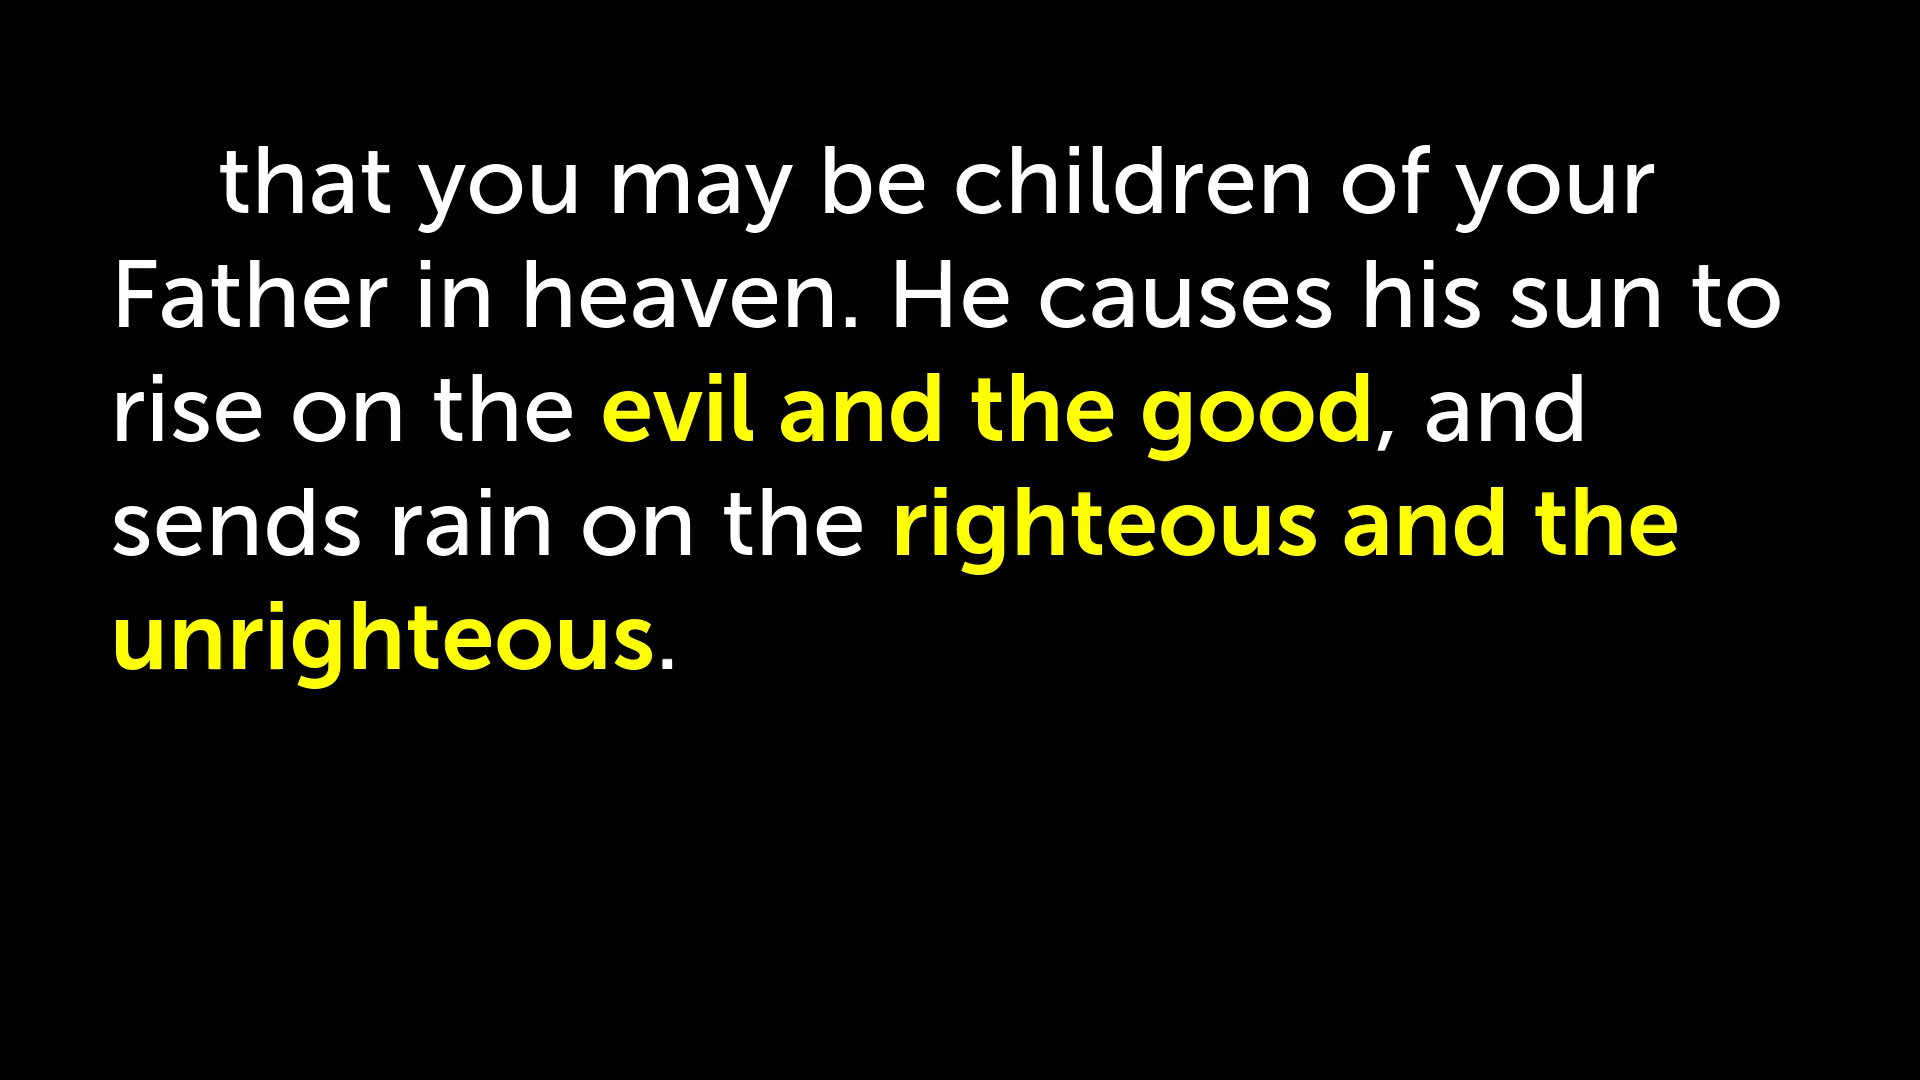 that you may be children of your
Father in heaven. He causes his sun to
rise on the evil and the good, and
sends rain on the righteous and the
unrighteous.